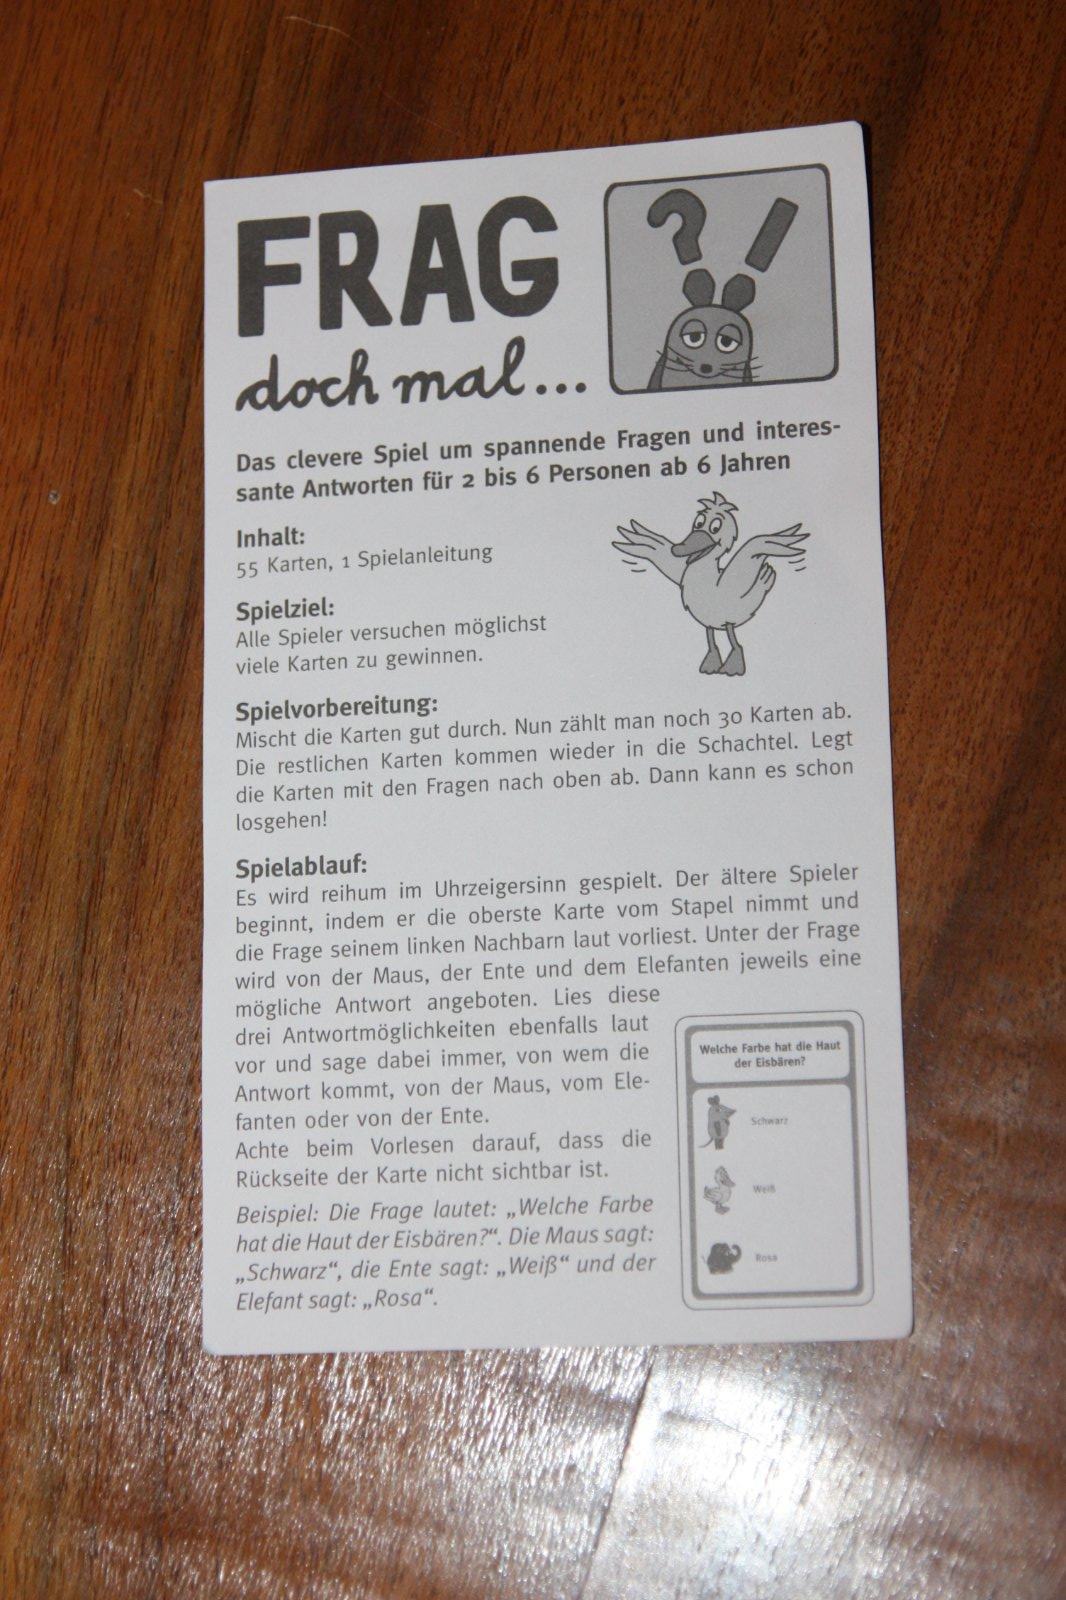 FRAG
doch mal...
Das clevere Spiel um spannende Fragen und interes-
sante Antworten für 2 bis 6 Personen ab 6 Jahren
Inhalt:
55 Karten, 1 Spielanleitung
Spielziel:
Alle Spieler versuchen möglichst
viele Karten zu gewinnen.
Spielvorbereitung:
Mischt die Karten gut durch. Nun zählt man noch 30 Karten ab.
Die restlichen Karten kommen wieder in die Schachtel. Legt
die Karten mit den Fragen nach oben ab. Dann kann es schon
losgehen!
Spielablauf:
Es wird reihum im Uhrzeigersinn gespielt. Der ältere Spieler
beginnt, indem er die oberste Karte vom Stapel nimmt und
die Frage seinem linken Nachbarn laut vorliest. Unter der Frage
wird von der Maus, der Ente und dem Elefanten jeweils eine
mögliche Antwort angeboten. Lies diese
drei Antwortmöglichkeiten ebenfalls laut
vor und sage dabei immer, von wem die
Antwort kommt, von der Maus, vom Ele-
fanten oder von der Ente.
Achte beim Vorlesen darauf, dass die
Rückseite der Karte nicht sichtbar ist.
Beispiel: Die Frage lautet: „Welche Farbe
hat die Haut der Eisbären?“. Die Maus sagt:
„Schwarz“, die Ente sagt: „Weiß“ und der
Elefant sagt: „Rosa“.
Welche Farbe hat die Haut
der Eisbären?
Schwarz
Weiß
Rosa